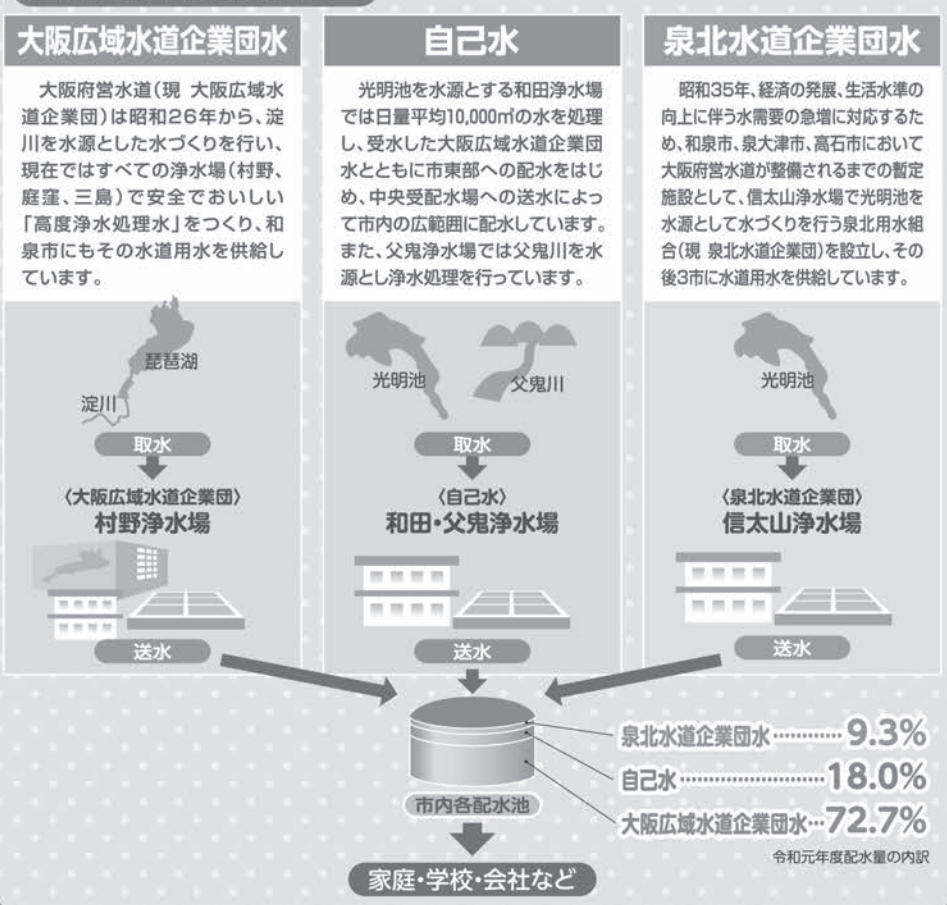 大阪広域水道企業団水
大阪府営水道(現 大阪広域水
道企業団)は昭和26年から、淀
川を水源とした水づくりを行い、
現在ではすべての浄水場(村野、
庭窪、三島)で安全でおいしい
「高度浄水処理水」をつくり、和
泉市にもその水道用水を供給し
ています。
自己水
光明池を水源とする和田浄水場
では日量平均10,000㎥の水を処理
し、受水した大阪広域水道企業団
水とともに市東部への配水をはじ
め、中央受配水場への送水によっ
て市内の広範囲に配水しています。
また、父鬼浄水場では父鬼川を水
源とし浄水処理を行っています。
泉北水道企業団水
昭和35年、経済の発展、生活水準の
向上に伴う水需要の急増に対応するた
め、和泉市、泉大津市、高石市において
大阪府営水道が整備されるまでの暫定
施設として、信太山浄水場で光明池を
水源として水づくりを行う泉北用水組
合(現 泉北水道企業団)を設立し、その
後3市に水道用水を供給しています。
琵琶湖
淀川
取水
〈大阪広域水道企業団〉
村野浄水場
送水
光明池
父鬼川
取水
〈自己水〉
和田・父鬼浄水場
送水
光明池
取水
〈泉北水道企業団〉
信太山浄水場
送水
泉北水道企業団水…………9.3%
自己水………………………18.0%
大阪広域水道企業団水…72.7%
令和元年度配水量の内訳
市内各配水池
家庭・学校・会社など